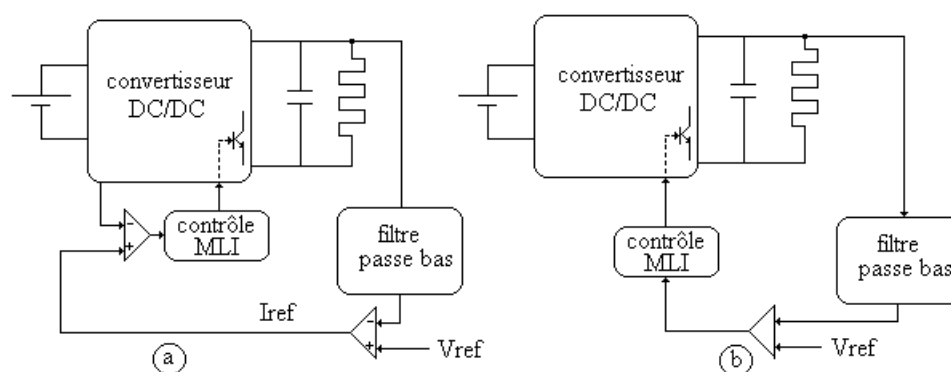 convertisseur
DC/DC
contrôle
MLI
filtre
passe bas
-
+
Iref
-
+
Vref
a
convertisseur
DC/DC
contrôle
MLI
filtre
passe bas
Vref
b